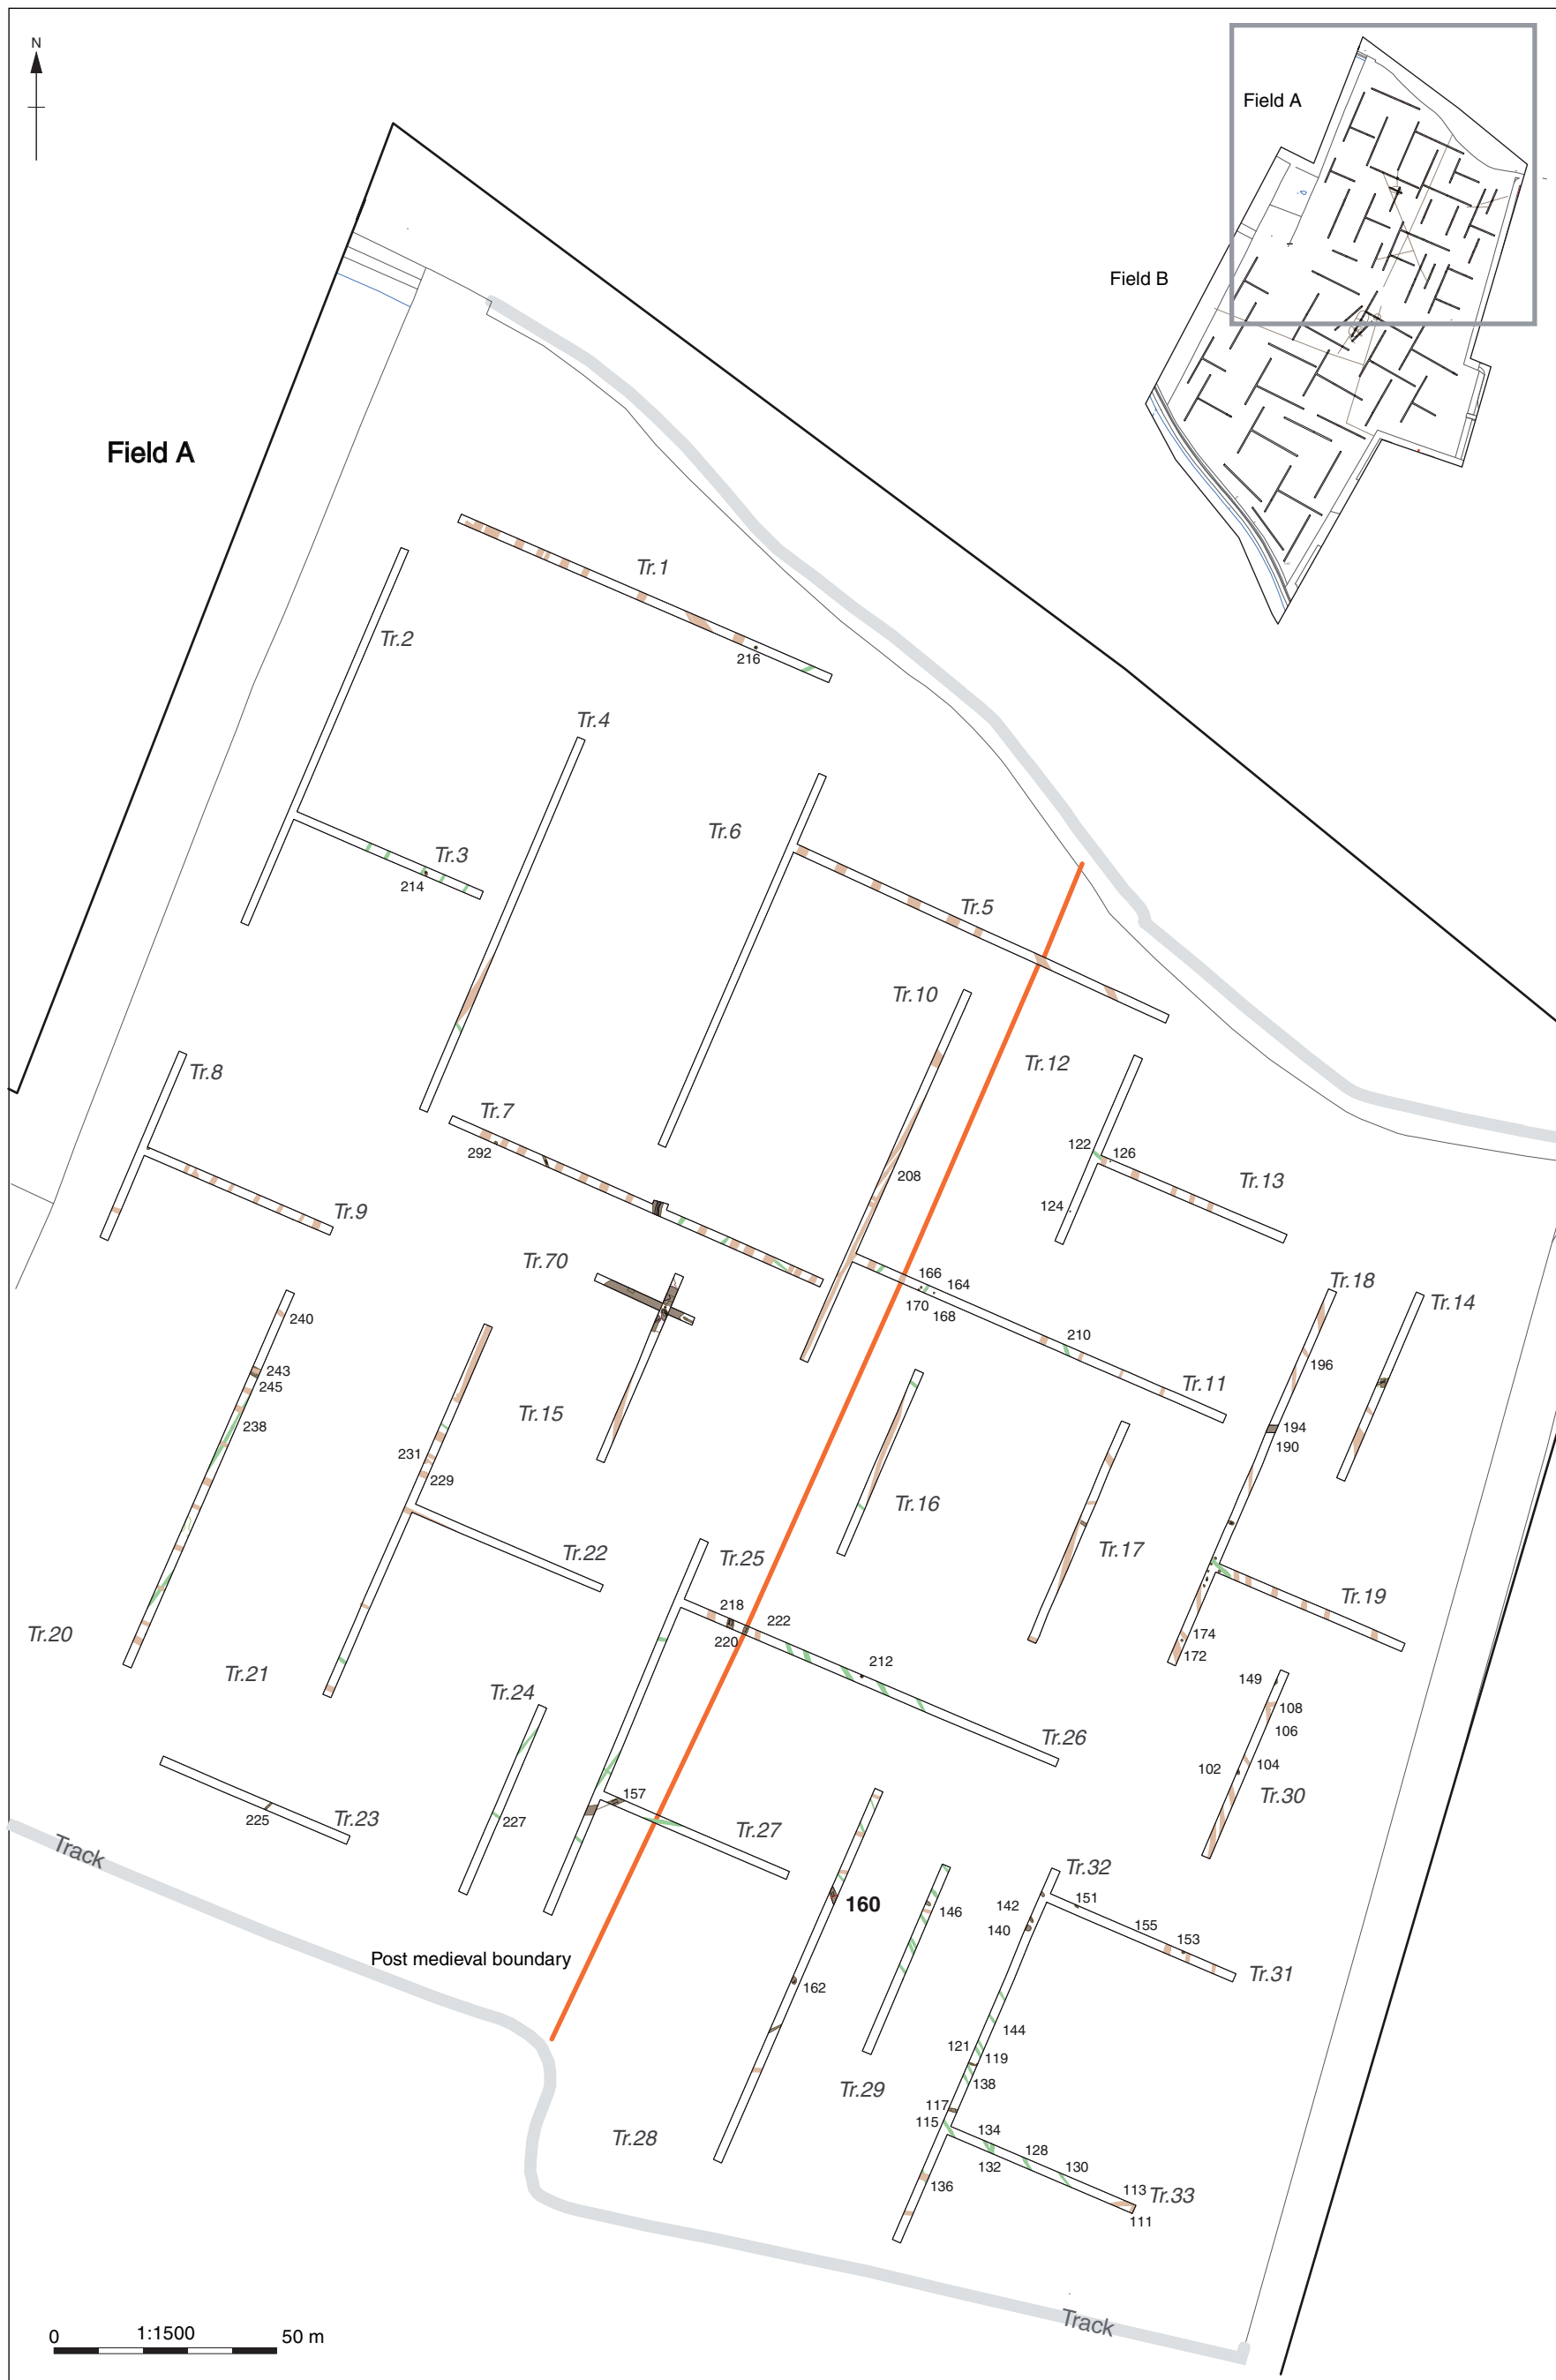 N
Field A
Field B
Field A
Tr.1
216
Tr.2
Tr.4
Tr.6
Tr.3
214
Tr.5
Tr.10
Tr.12
Tr.8
Tr.7
292
122
126
208
Tr.13
Tr.9
124
Tr.70
166
164
170
168
Tr.18
Tr.14
240
210
196
243
245
Tr.11
Tr.15
238
194
190
231
229
Tr.16
Tr.22
Tr.25
Tr.17
Tr.19
218
222
220
174
172
Tr.20
212
Tr.21
149
Tr.24
108
106
Tr.26
102
104
157
Tr.30
225
Tr.23
227
Tr.27
Track
Tr.32
160
142
151
146
140
155
153
Post medieval boundary
Tr.31
162
144
121
119
138
Tr.29
117
115
134
Tr.28
128
132
130
136
113
Tr.33
111
Track
0
1:1500
50 m